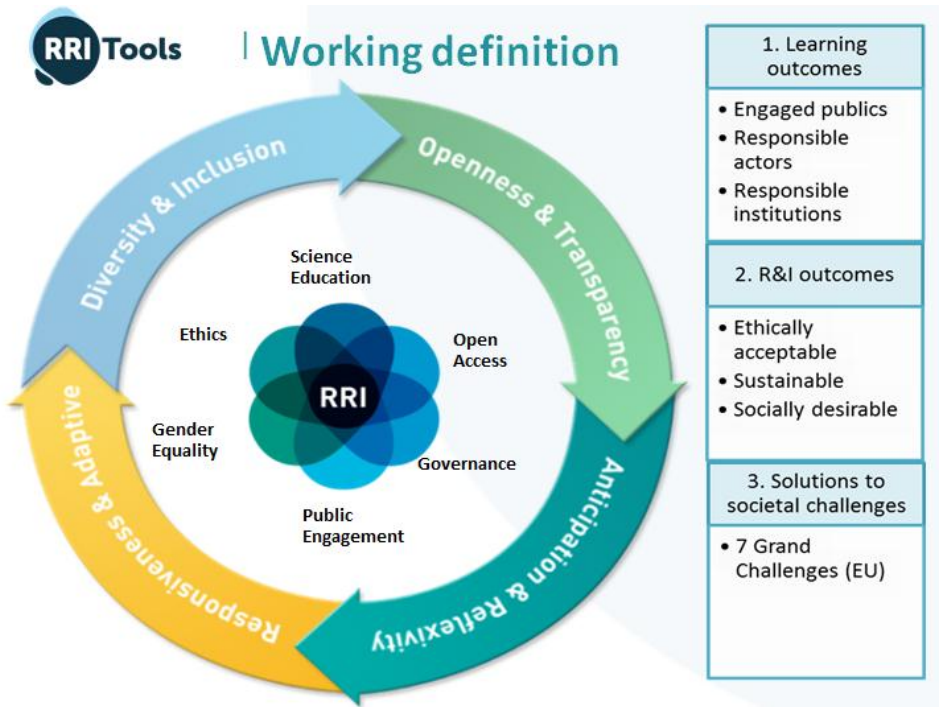 RRI Tools
Working definition
Diversity & Inclusion
Openness & Transparency
Anticipation & Reflexivity
Responsiveness & Adaptive
Science
Education
Ethics
Open
Access
RRI
Gender
Equality
Governance
Public
Engagement
1. Learning
outcomes
• Engaged publics
• Responsible
actors
• Responsible
institutions
2. R&I outcomes
• Ethically
acceptable
• Sustainable
• Socially desirable
3. Solutions to
societal challenges
• 7 Grand
Challenges (EU)